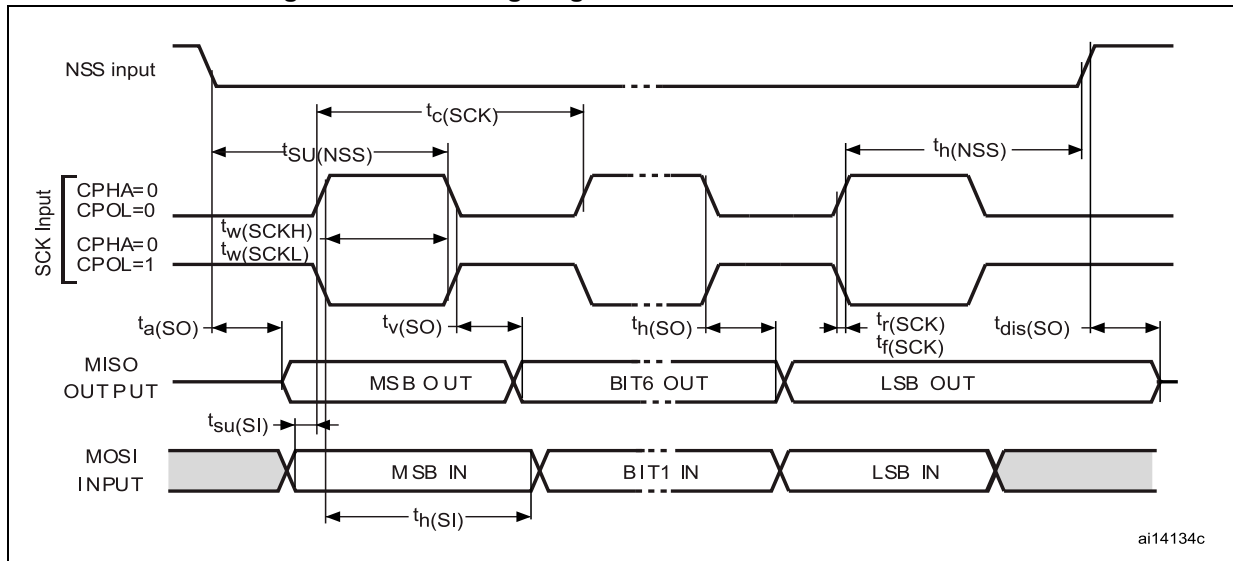 NSS input
tc(SCK)
tSU(NSS)
th(NSS)
SCK Input
CPHA=0
CPOL=0
tw(SCKH)
CPHA=0
tw(SCKL)
CPOL=1
ta(SO)
tv(SO)
th(SO)
tr(SCK)
tf(SCK)
tdis(SO)
MISO
OUTPUT
MSB OUT
BIT6 OUT
LSB OUT
tsu(SI)
MOSI
INPUT
MSB IN
BIT1 IN
LSB IN
th(SI)
ai14134c